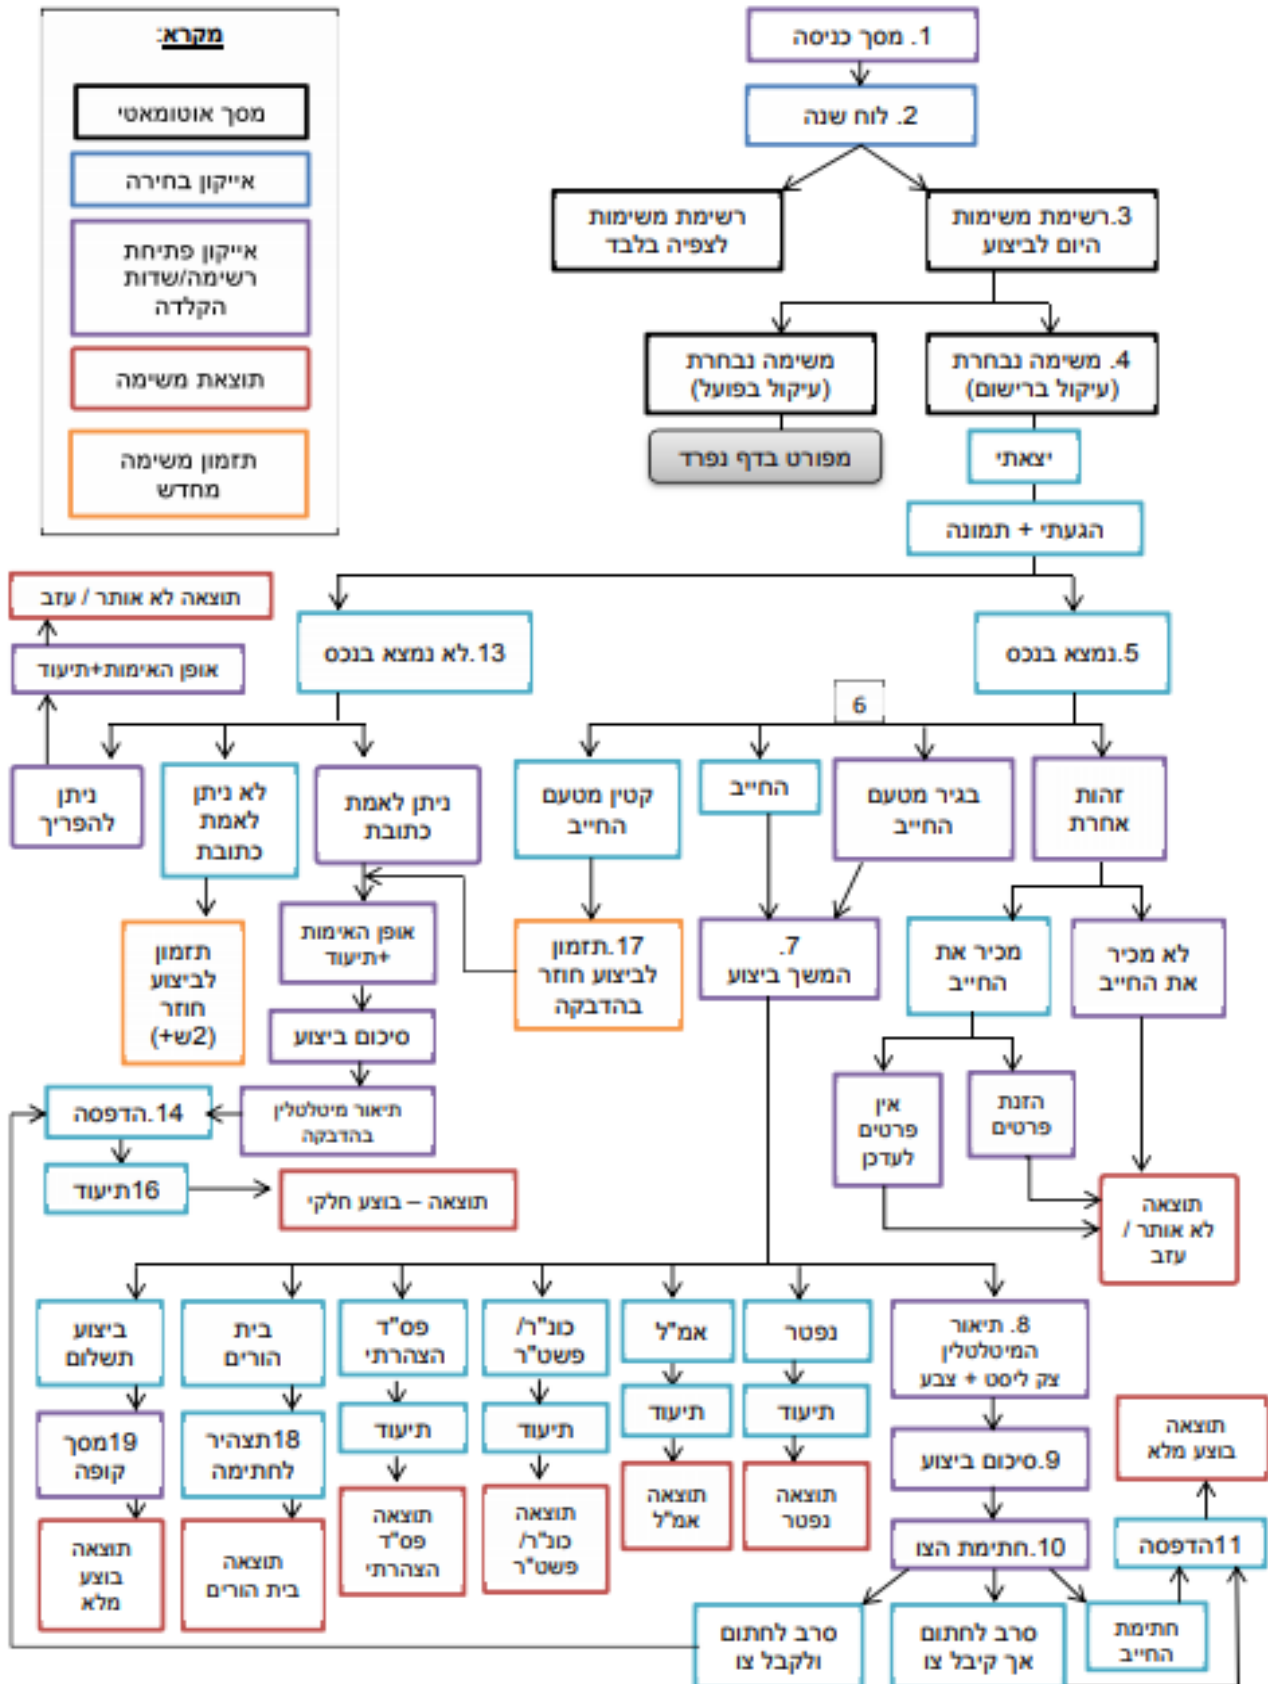 מקרא:
מסך אוטומאטי
אייקון בחירה
אייקון פתיחת
רשימה/שדות
הקלדה
תוצאת משימה
תזמון משימה
מחדש
1. מסך כניסה
2. לוח שנה
3.רשימת משימות
היום לביצוע
רשימת משימות
לצפיה בלבד
4. משימה נבחרת
(עיקול ברישום)
משימה נבחרת
(עיקול בפועל)
מפורט בדף נפרד
יצאתי
הגעתי + תמונה
5.נמצא בנכס
13.לא נמצא בנכס
תוצאה לא אותר / עזב
אופן האימות+תיעוד
6
זהות
אחרת
בגיר מטעם
החייב
החייב
קטין מטעם
החייב
ניתן לאמת
כתובת
לא ניתן
לאמת
כתובת
ניתן
להפריך
לא מכיר
את החייב
מכיר את
החייב
7.
המשך ביצוע
17.תזמון
לביצוע חוזר
בהדבקה
אופן האימות
+תיעוד
תזמון
לביצוע
חוזר
(2ש+)
סיכום ביצוע
הזנת
פרטים
אין
פרטים
לעדכן
תיאור מיטלטלין
בהדבקה
14.הדפסה
16תיעוד
תוצאה – בוצע חלקי
תוצאה
לא אותר /
עזב
8. תיאור
המיטלטלין
צק ליסט + צבע
נפטר
אמ"ל
כונ"ר/
פשט"ר
פס"ד
הצהרתי
בית
הורים
ביצוע
תשלום
תיעוד
תיעוד
תיעוד
תיעוד
18תצהיר
לחתימה
19מסך
קופה
9.סיכום ביצוע
תוצאה
בוצע מלא
תוצאה
נפטר
תוצאה
אמ"ל
תוצאה
כונ"ר/
פשט"ר
תוצאה
פס"ד
הצהרתי
תוצאה
בית הורים
תוצאה
בוצע
מלא
10.חתימת הצו
11הדפסה
חתימת
החייב
סרב לחתום
אך קיבל צו
סרב לחתום
ולקבל צו